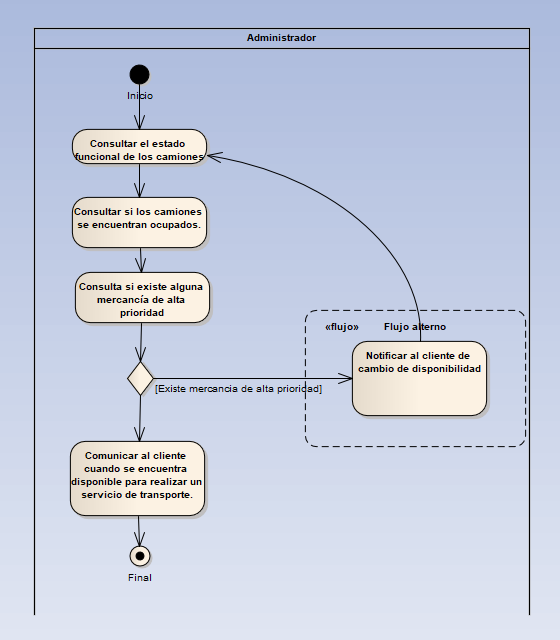 Administrador
Inicio
Consultar el estado
funcional de los camiones
Consultar si los camiones
se encuentran ocupados.
Consulta si existe alguna
mercancía de alta
prioridad
«flujo» Flujo alterno
Notificar al cliente de
cambio de disponibilidad
[Existe mercancia de alta prioridad]
Comunicar al cliente
cuando se encuentra
disponible para realizar un
servicio de transporte.
Final